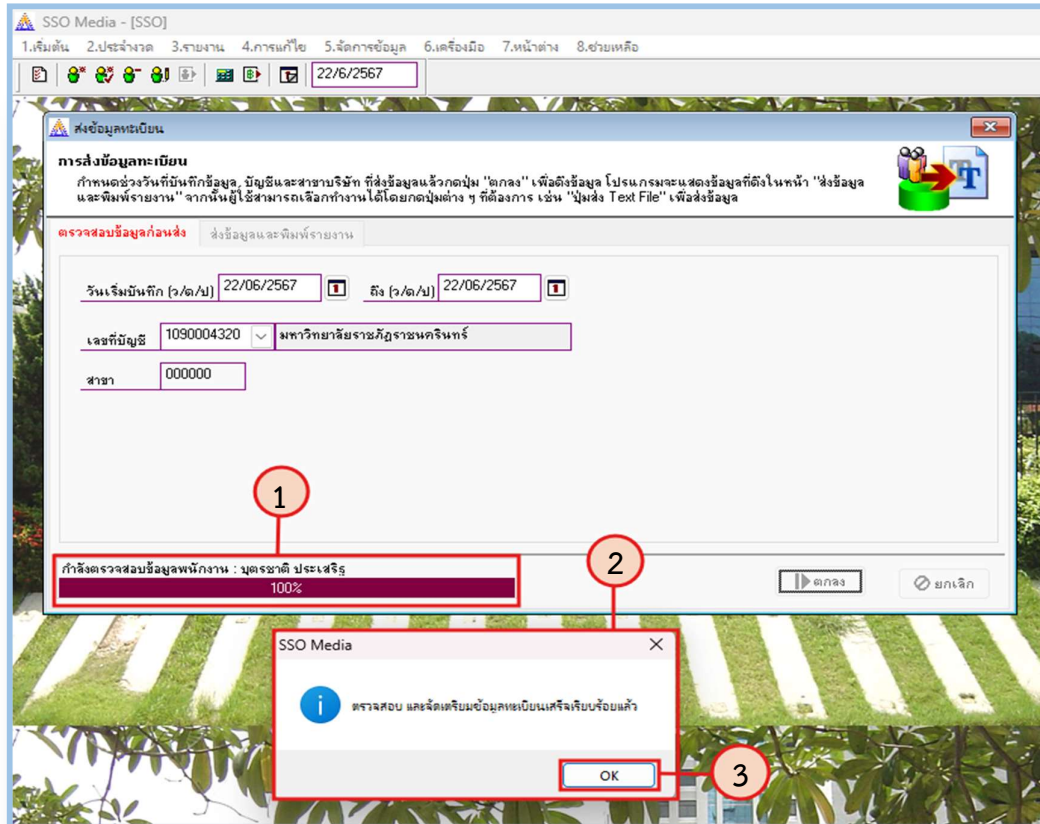 SSO Media - [SSO]
1.เริ่มต้น 2.ประจำงวด 3.รายงาน 4.การแก้ไข 5.จัดการข้อมูล 6.เครื่องมือ 7.หน้าต่าง 8.ช่วยเหลือ
22/6/2567
ส่งข้อมูลทะเบียน
การส่งข้อมูลทะเบียน
กำหนดช่วงวันที่บันทึกข้อมูล, บัญชีและสาขาบริษัท ที่ส่งข้อมูลแล้วกดปุ่ม "ตกลง" เพื่อดึงข้อมูล โปรแกรมจะแสดงข้อมูลที่ดึงในหน้า "ส่งข้อมูล
และพิมพ์รายงาน" จากนั้นผู้ใช้สามารถเลือกทำงานได้โดยกดปุ่มต่าง ๆ ที่ต้องการ เช่น "ปุ่มส่ง Text File" เพื่อส่งข้อมูล
ตรวจสอบข้อมูลก่อนส่ง ส่งข้อมูลและพิมพ์รายงาน
วันเริ่มบันทึก (ว/ด/ป) 22/06/2567 ถึง (ว/ด/ป) 22/06/2567
เลขที่บัญชี 1090004320 มหาวิทยาลัยราชภัฏราชนครินทร์
สาขา 000000
1
กำลังตรวจสอบข้อมูลพนักงาน : บุตรชาติ ประเสริฐ
100%
2
ตกลง ยกเลิก
SSO Media
ตรวจสอบ และจัดเตรียมข้อมูลทะเบียนเสร็จเรียบร้อยแล้ว
OK
3